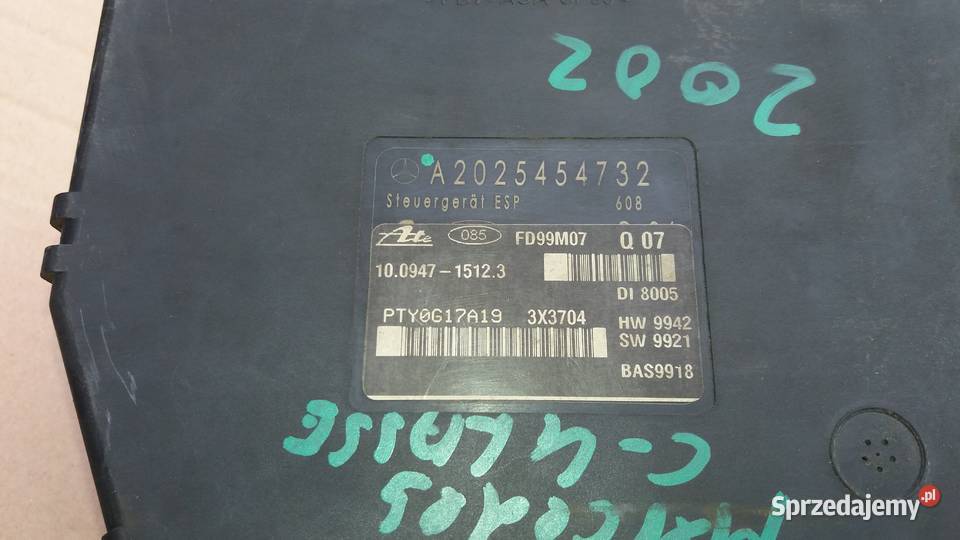 2002
A2025454732
Steuergerät ESP 608
Ate 085 FD99M07 Q 07
10.0947-1512.3
DI 8005
PTY0G17A19 3X3704
HW 9942
SW 9921
BAS9918
C-KLASSE
Sprzedajemy.pl